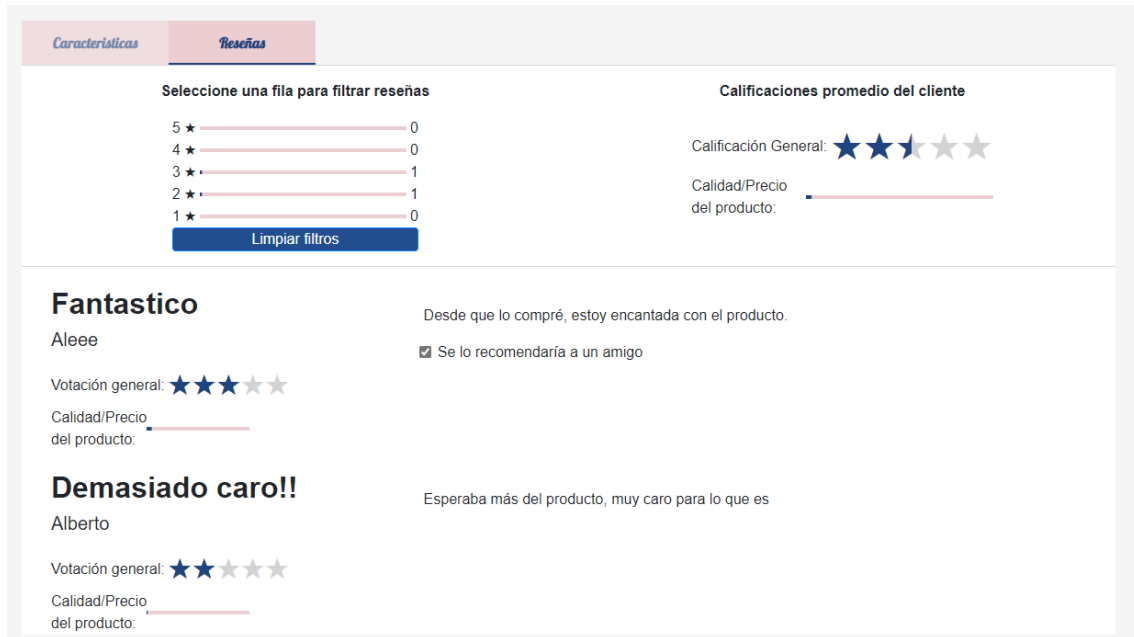 Caracteristicas Reseñas
Seleccione una fila para filtrar reseñas
5 ★ 0
4 ★ 0
3 ★ 1
2 ★ 1
1 ★ 0
Limpiar filtros
Calificaciones promedio del cliente
Calificación General:
Calidad/Precio
del producto:
Fantastico
Aleee
Votación general:
Calidad/Precio
del producto:
Desde que lo compré, estoy encantada con el producto.
Se lo recomendaría a un amigo
Demasiado caro!!
Alberto
Votación general:
Calidad/Precio
del producto:
Esperaba más del producto, muy caro para lo que es